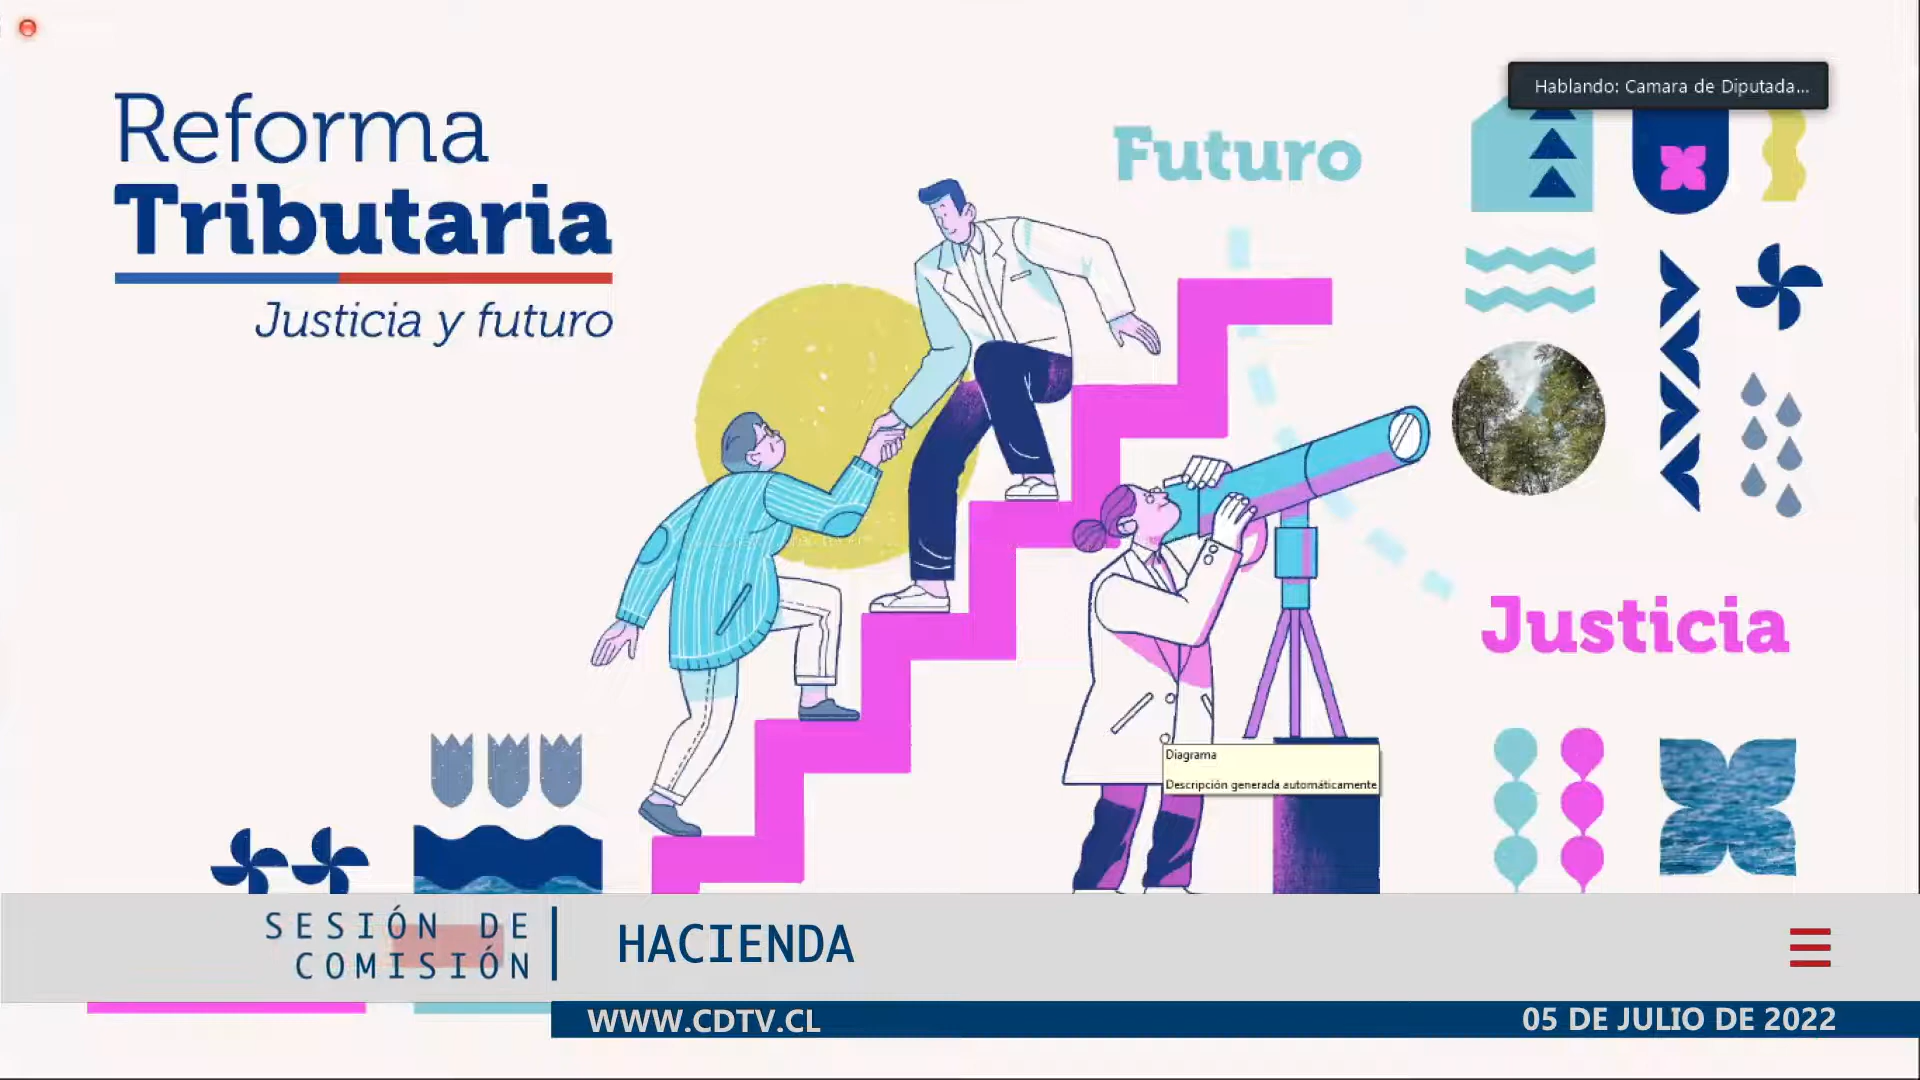 Reforma
Tributaria
Justicia y futuro
Hablando: Camara de Diputada...
Futuro
Justicia
Diagrama
Descripción generada automáticamente
SESIÓN DE
COMISIÓN
HACIENDA
WWW.CDTV.CL
05 DE JULIO DE 2022